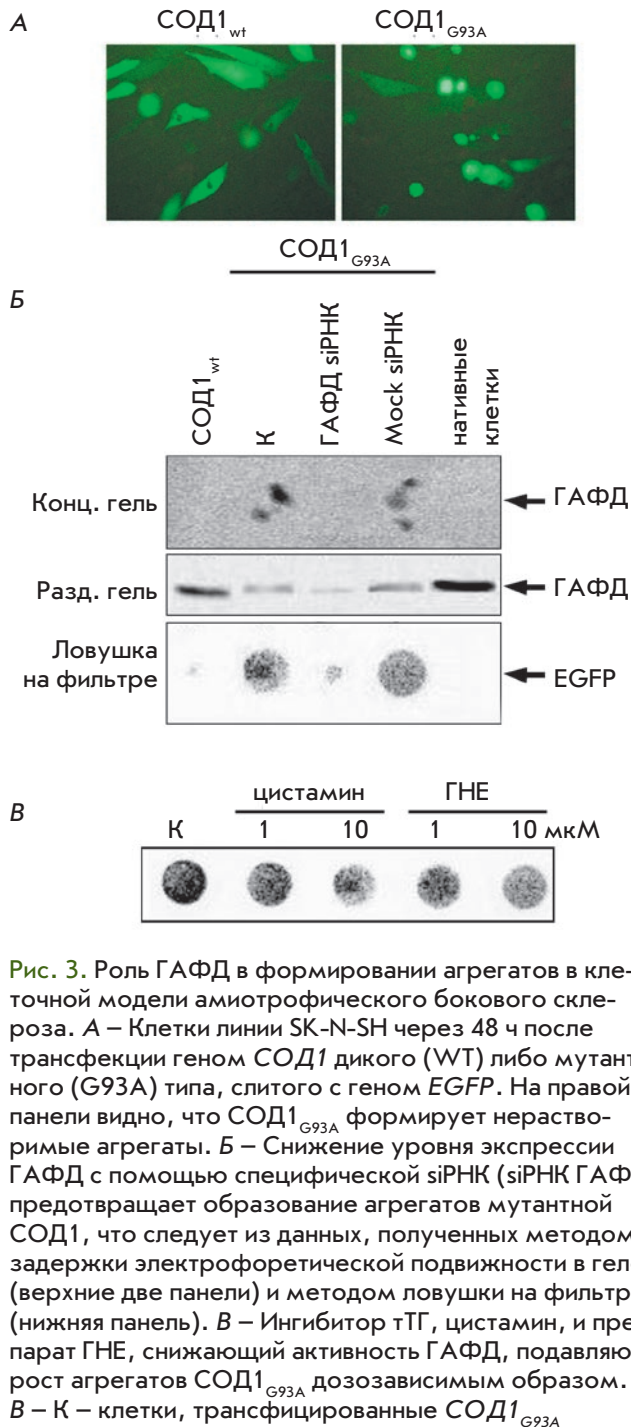 А
СОД1wt СОД1G93A
СОД1G93A
Б
СОД1wt
К
ГАФД siРНК
Mock siРНК
нативные
клетки
Конц. гель ГАФД
Разд. гель ГАФД
Ловушка
на фильтре
EGFP
В
цистамин ГНЕ
К 1 10 1 10 мкМ
Рис. 3. Роль ГАФД в формировании агрегатов в кле-
точной модели амиотрофического бокового скле-
роза. А – Клетки линии SK-N-SH через 48 ч после
трансфекции геном СОД1 дикого (WT) либо мутант
ного (G93A) типа, слитого с геном EGFP. На правой
панели видно, что СОД1G93A формирует нераство-
римые агрегаты. Б – Снижение уровня экспрессии
ГАФД с помощью специфической siРНК (siРНК ГАФ
предотвращает образование агрегатов мутантной
СОД1, что следует из данных, полученных методом
задержки электрофоретической подвижности в гел
(верхние две панели) и методом ловушки на фильтр
(нижняя панель). В – Ингибитор тТГ, цистамин, и пре
парат ГНЕ, снижающий активность ГАФД, подавляю
рост агрегатов СОД1G93A дозозависимым образом.
В – К – клетки, трансфицированные СОД1G93A